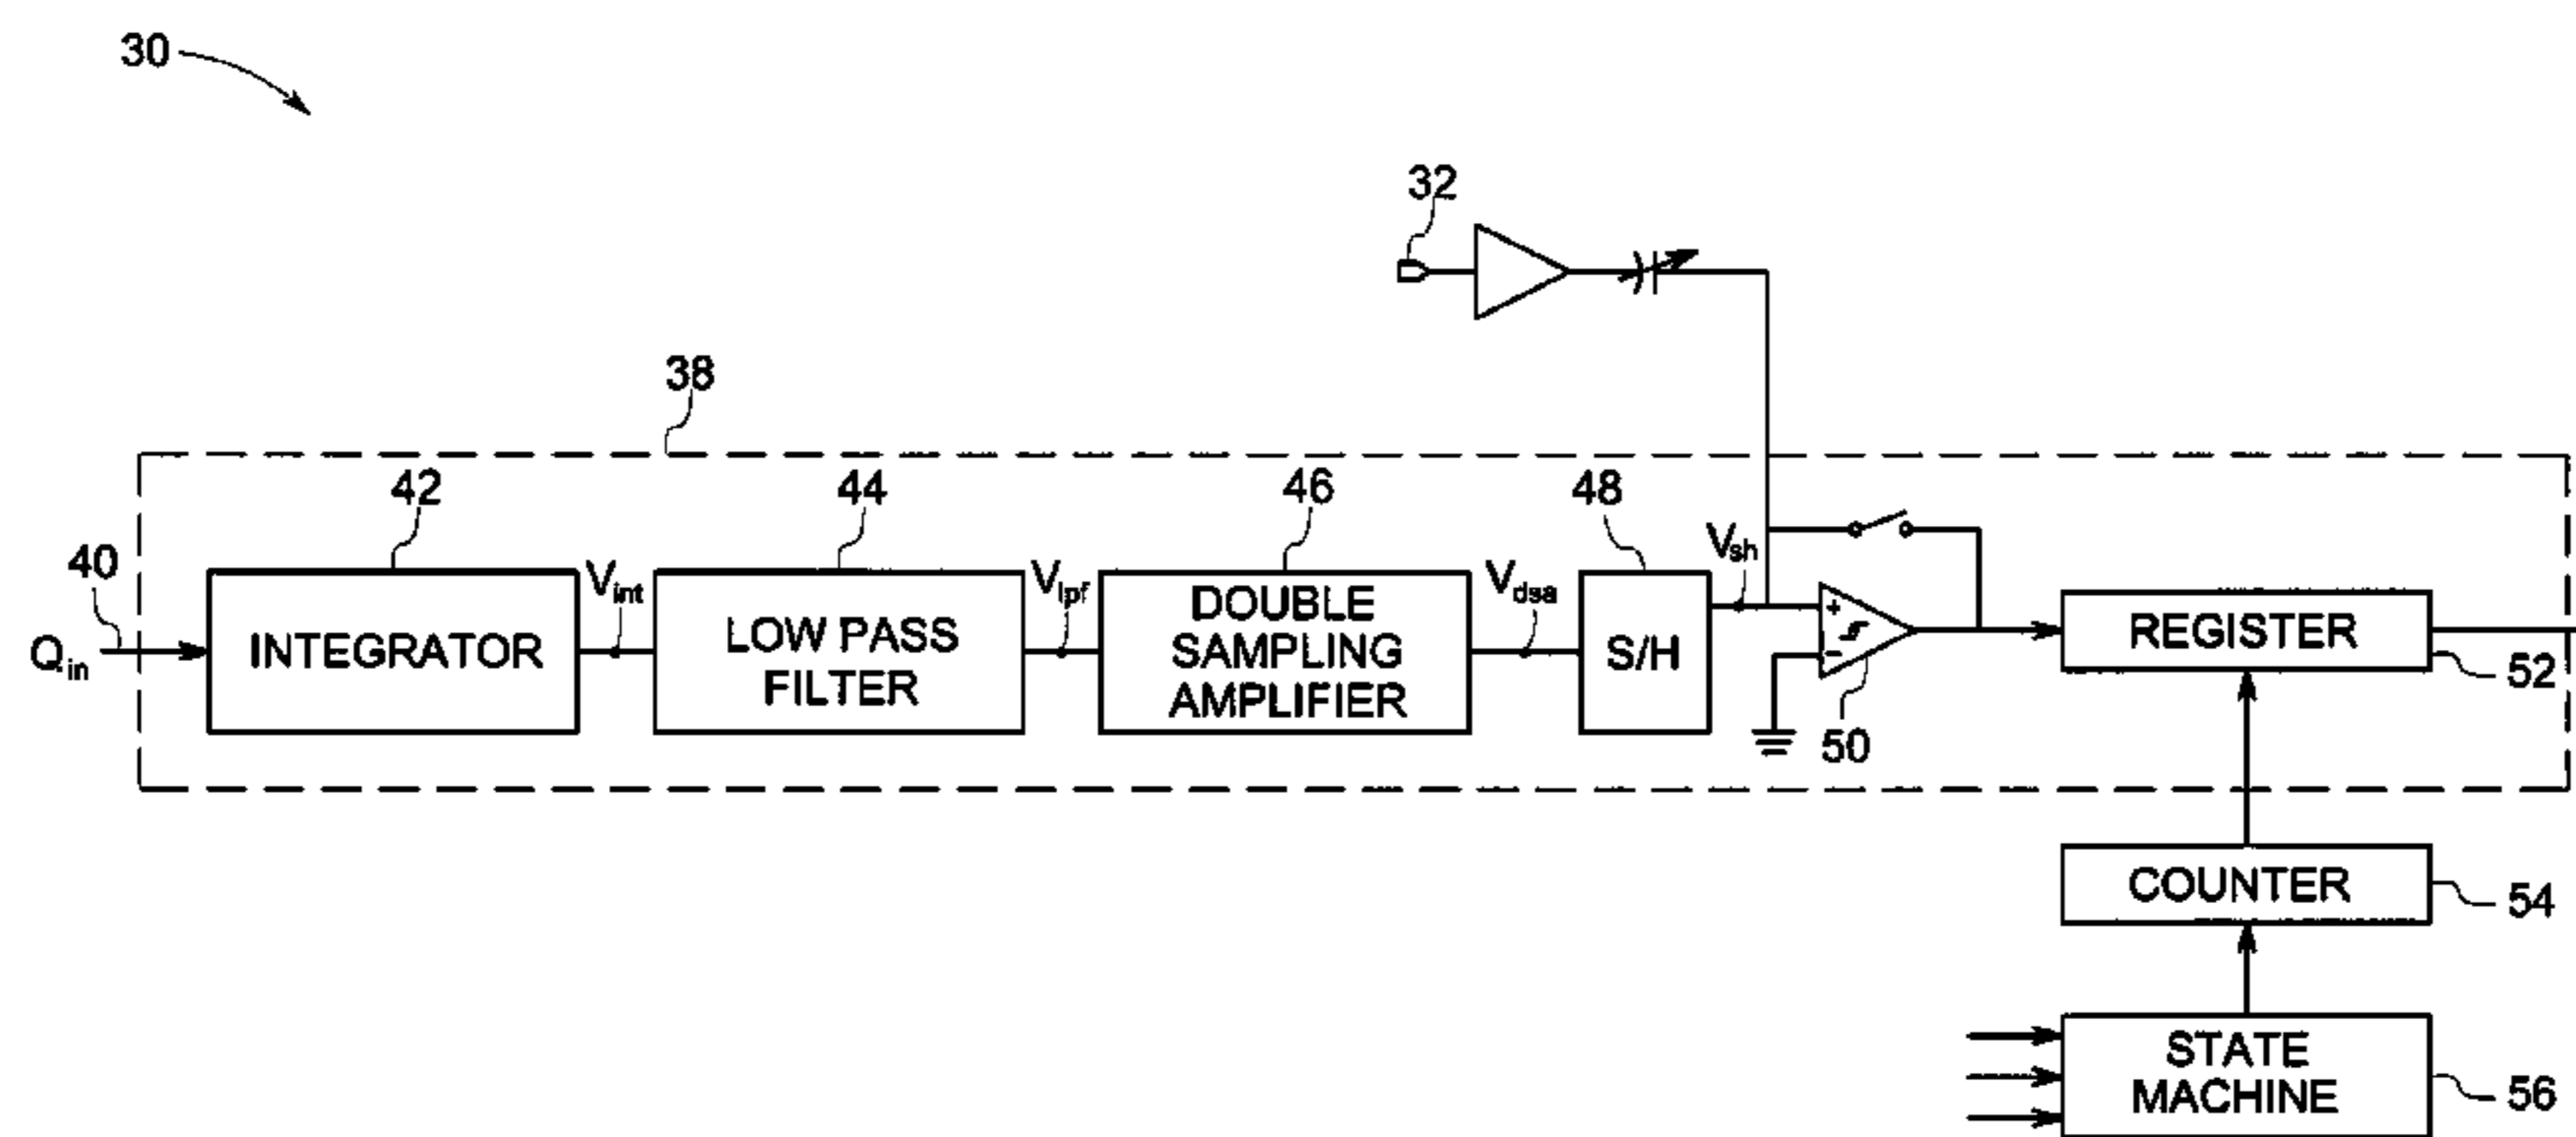 30
32
38
42
44
46
48
40
Q_in
INTEGRATOR
V_int
LOW PASS
FILTER
V_lpf
DOUBLE
SAMPLING
AMPLIFIER
V_dsa
S/H
V_sh
+
-
50
REGISTER
52
COUNTER
54
STATE
MACHINE
56